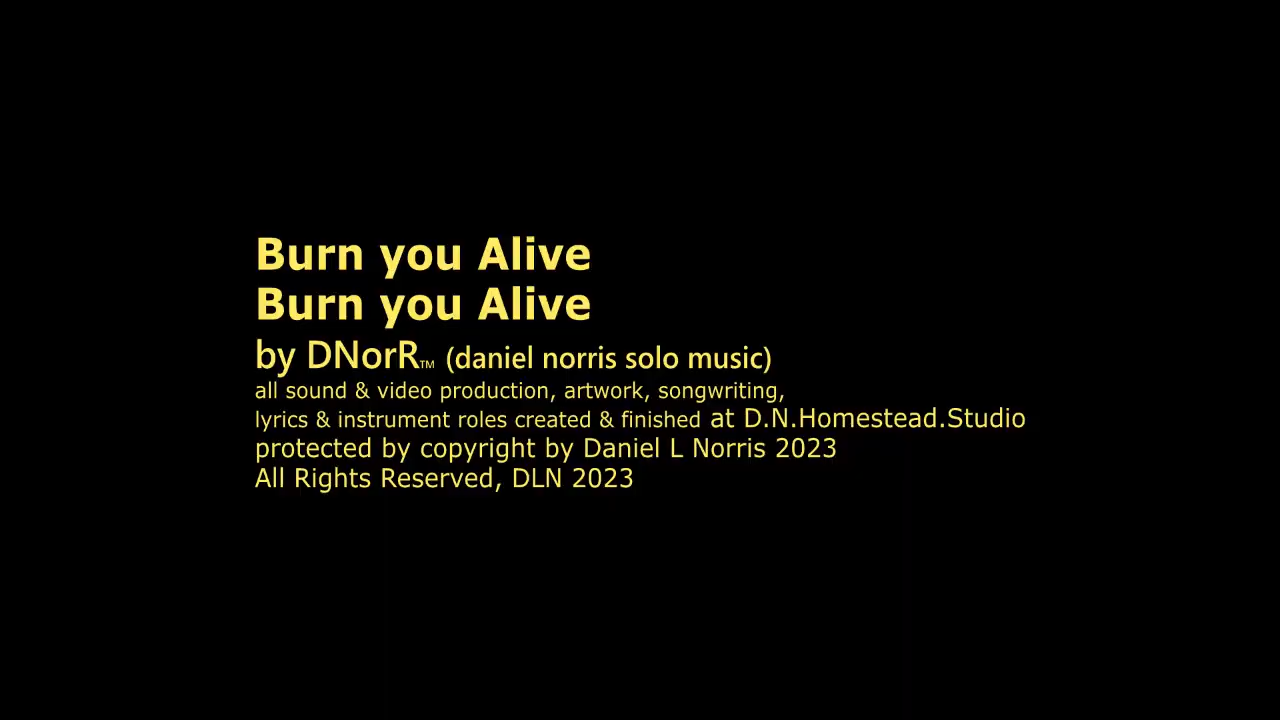 Burn you Alive
Burn you Alive
by DNorR™ (daniel norris solo music)
all sound & video production, artwork, songwriting,
lyrics & instrument roles created & finished at D.N.Homestead.Studio
protected by copyright by Daniel L Norris 2023
All Rights Reserved, DLN 2023